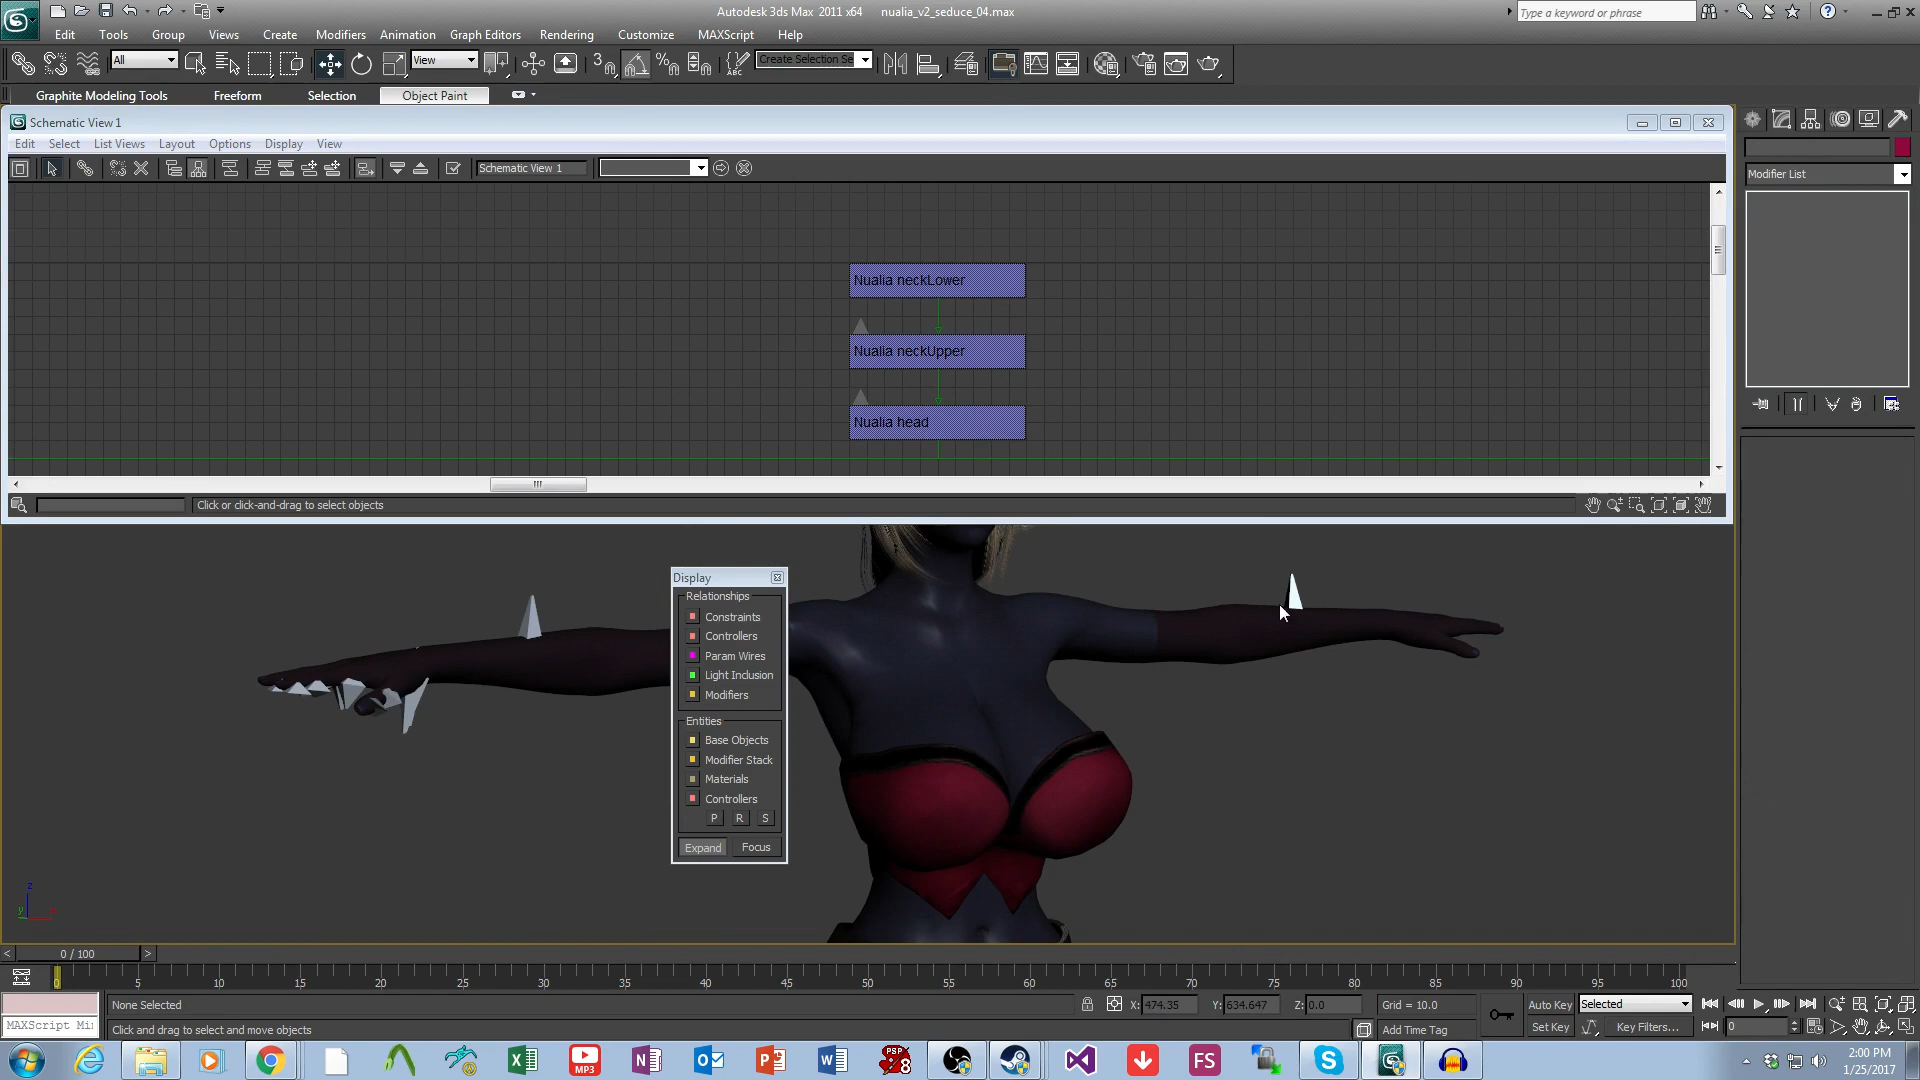 Autodesk 3ds Max 2011 x64 nualia_v2_seduce_04.max
Type a keyword or phrase
Edit Tools Group Views Create Modifiers Animation Graph Editors Rendering Customize MAXScript Help
All
View
3
ABC
Create Selection Se
Graphite Modeling Tools Freeform Selection Object Paint
Schematic View 1
Edit Select List Views Layout Options Display View
Schematic View 1
Modifier List
Nualia neckLower
Nualia neckUpper
Nualia head
Click or click-and-drag to select objects
Display
Relationships
Constraints
Controllers
Param Wires
Light Inclusion
Modifiers
Entities
Base Objects
Modifier Stack
Materials
Controllers
P R S
Expand Focus
z
y
x
< 0 / 100 >
0 5 10 15 20 25 30 35 40 45 50 55 60 65 70 75 80 85 90 95 100
None Selected
X: 474.35 Y: 634.647 Z: 0.0 Grid = 10.0
Auto Key Selected
MAXScript Mi
Click and drag to select and move objects
Add Time Tag
Set Key Key Filters...
0
MP3
PSP 8
FS
2:00 PM
1/25/2017